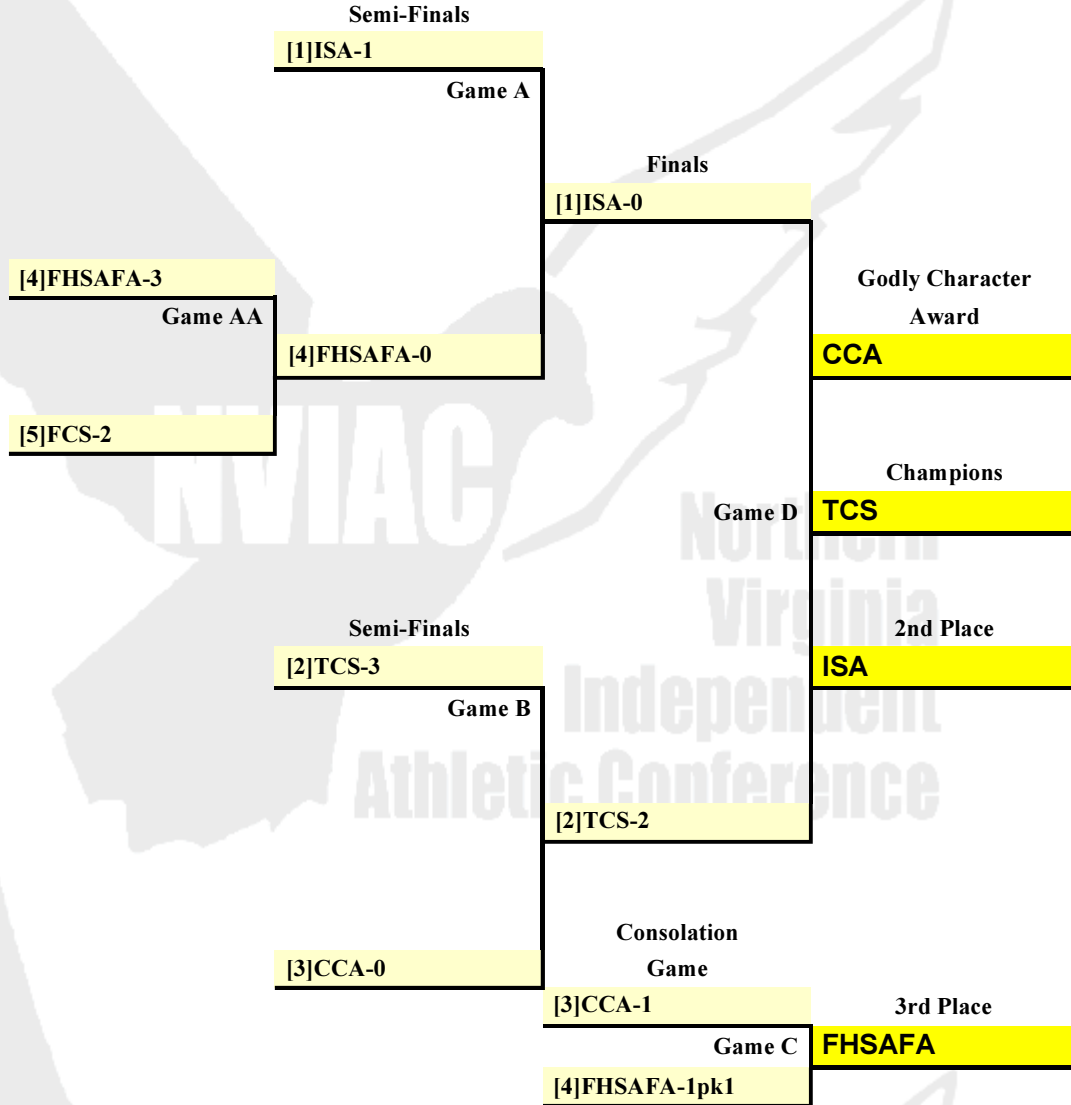 Semi-Finals
[1]ISA-1
Game A
Finals
[1]ISA-0
[4]FHSAFA-3
Game AA
[4]FHSAFA-0
[5]FCS-2
Godly Character
Award
CCA
Champions
Game D
TCS
2nd Place
ISA
Semi-Finals
[2]TCS-3
Game B
[2]TCS-2
[3]CCA-0
Consolation
Game
[3]CCA-1
Game C
[4]FHSAFA-1pk1
3rd Place
FHSAFA
NVIAC
Northern
Virginia
Independent
Athletic Conference